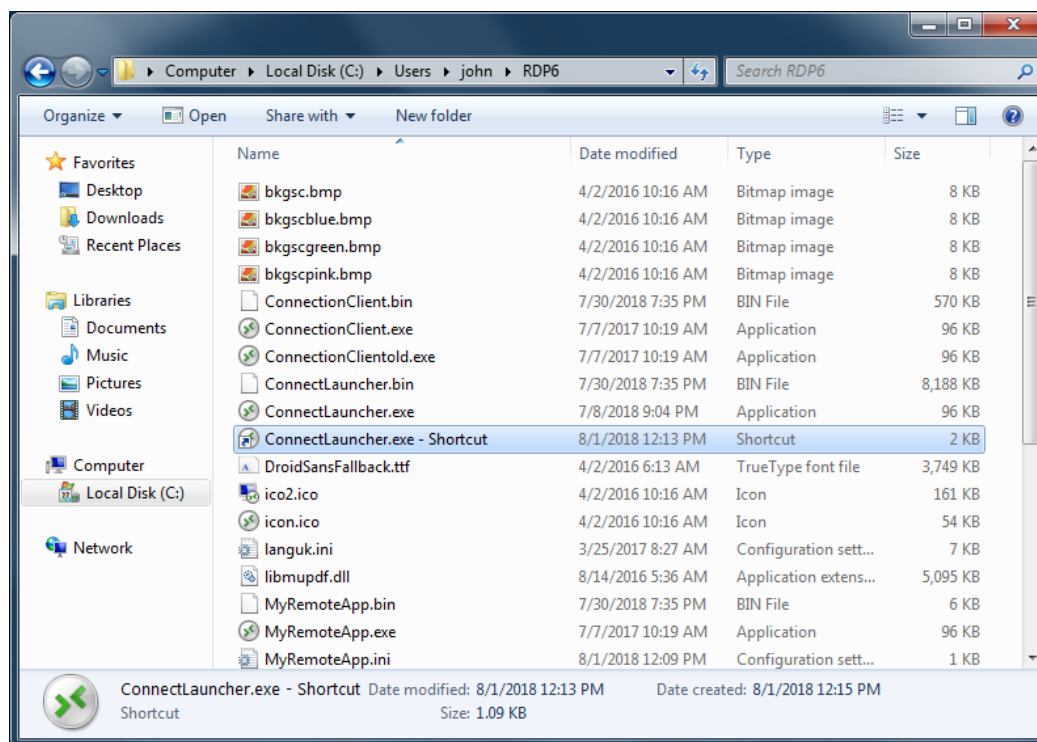 Computer Local Disk (C:) Users john RDP6 Search RDP6
Organize Open Share with New folder
Favorites
Desktop
Downloads
Recent Places
Libraries
Documents
Music
Pictures
Videos
Computer
Local Disk (C:)
Network
Name Date modified Type Size
bkgsc.bmp 4/2/2016 10:16 AM Bitmap image 8 KB
bkgscblue.bmp 4/2/2016 10:16 AM Bitmap image 8 KB
bkgscgreen.bmp 4/2/2016 10:16 AM Bitmap image 8 KB
bkgscpink.bmp 4/2/2016 10:16 AM Bitmap image 8 KB
ConnectionClient.bin 7/30/2018 7:35 PM BIN File 570 KB
ConnectionClient.exe 7/7/2017 10:19 AM Application 96 KB
ConnectionClientold.exe 7/7/2017 10:19 AM Application 96 KB
ConnectLauncher.bin 7/30/2018 7:35 PM BIN File 8,188 KB
ConnectLauncher.exe 7/8/2018 9:04 PM Application 96 KB
ConnectLauncher.exe - Shortcut 8/1/2018 12:13 PM Shortcut 2 KB
DroidSansFallback.ttf 4/2/2016 6:13 AM TrueType font file 3,749 KB
ico2.ico 4/2/2016 10:16 AM Icon 161 KB
icon.ico 4/2/2016 10:16 AM Icon 54 KB
languk.ini 3/25/2017 8:27 AM Configuration sett... 7 KB
libmupdf.dll 8/14/2016 5:36 AM Application extens... 5,095 KB
MyRemoteApp.bin 7/30/2018 7:35 PM BIN File 6 KB
MyRemoteApp.exe 7/7/2017 10:19 AM Application 96 KB
MyRemoteApp.ini 8/1/2018 12:09 PM Configuration sett... 1 KB
ConnectLauncher.exe - Shortcut Date modified: 8/1/2018 12:13 PM Date created: 8/1/2018 12:15 PM
Shortcut Size: 1.09 KB